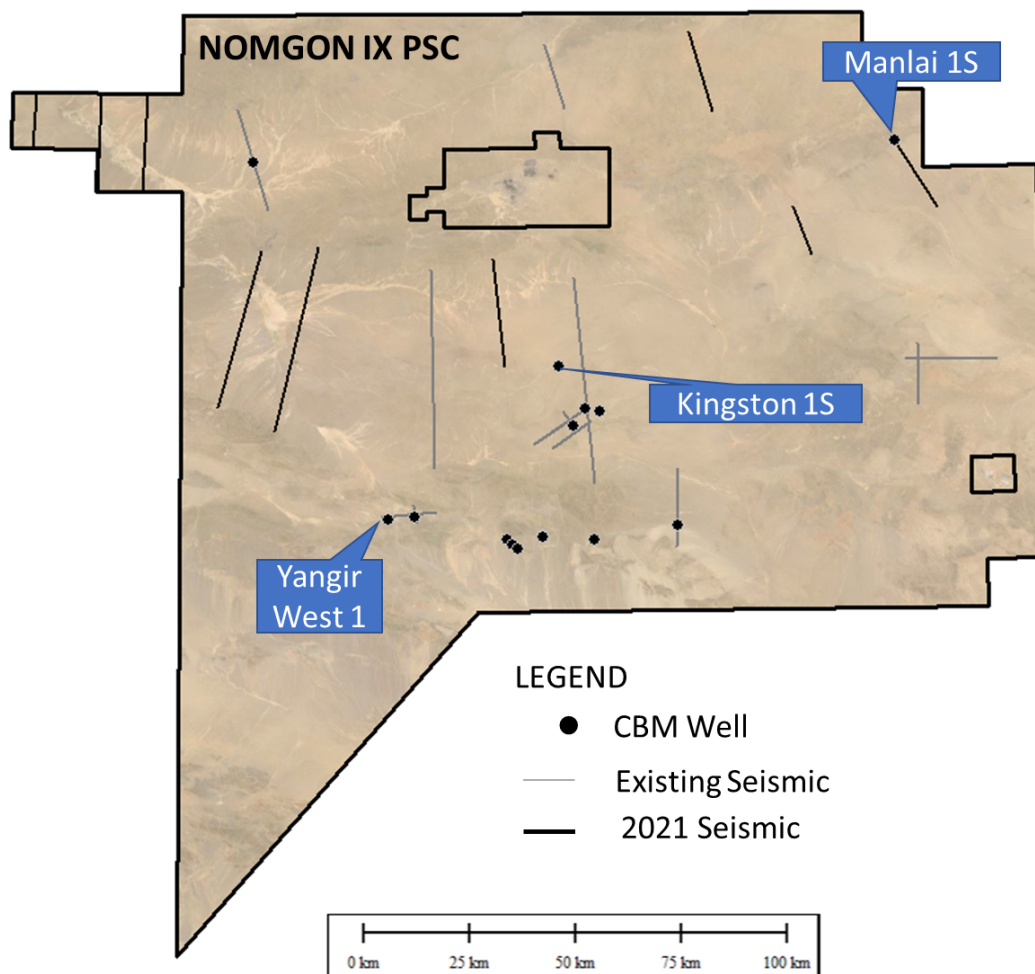 NOMGON IX PSC
Manlai 1S
Kingston 1S
Yangir
West 1
LEGEND
CBM Well
Existing Seismic
2021 Seismic
0 km 25 km 50 km 75 km 100 km